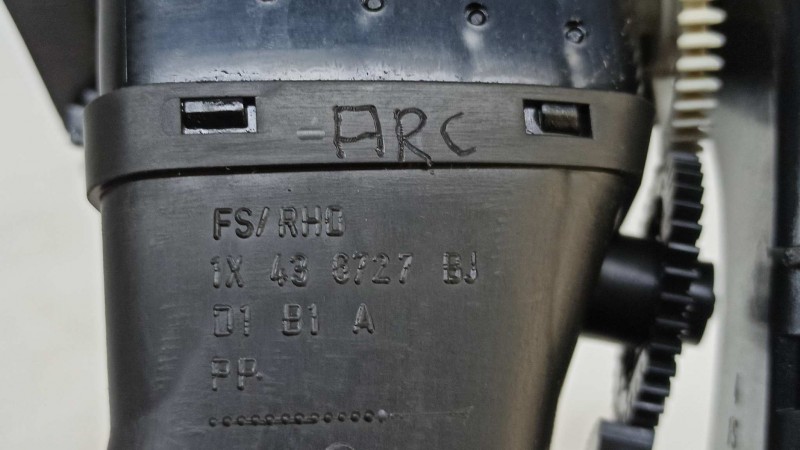 ARC
FS/RHD
1X 43 8727 BJ
D1 B1 A
PP